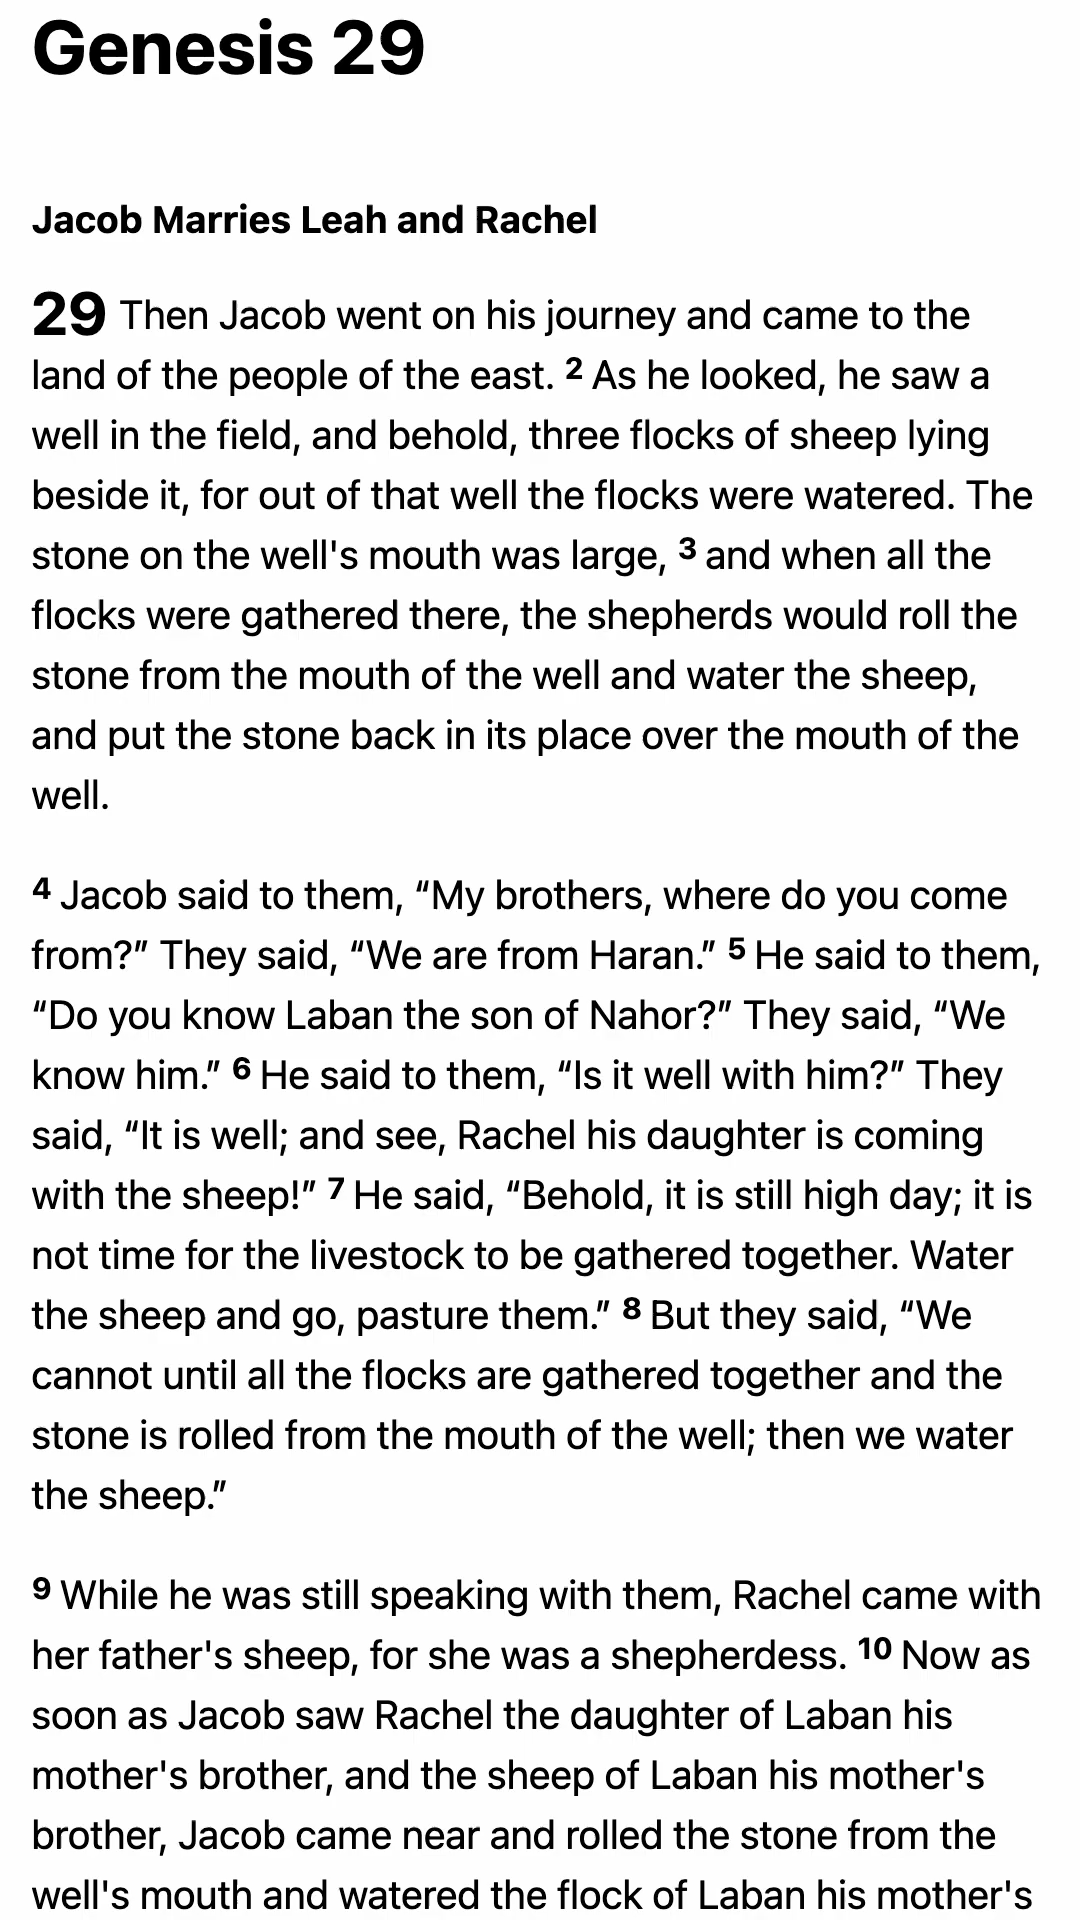 Genesis 29
Jacob Marries Leah and Rachel
29 Then Jacob went on his journey and came to the
land of the people of the east. 2 As he looked, he saw a
well in the field, and behold, three flocks of sheep lying
beside it, for out of that well the flocks were watered. The
stone on the well's mouth was large, 3 and when all the
flocks were gathered there, the shepherds would roll the
stone from the mouth of the well and water the sheep,
and put the stone back in its place over the mouth of the
well.
4 Jacob said to them, “My brothers, where do you come
from?” They said, “We are from Haran.” 5 He said to them,
“Do you know Laban the son of Nahor?” They said, “We
know him.” 6 He said to them, “Is it well with him?” They
said, “It is well; and see, Rachel his daughter is coming
with the sheep!” 7 He said, “Behold, it is still high day; it is
not time for the livestock to be gathered together. Water
the sheep and go, pasture them.” 8 But they said, “We
cannot until all the flocks are gathered together and the
stone is rolled from the mouth of the well; then we water
the sheep.”
9 While he was still speaking with them, Rachel came with
her father's sheep, for she was a shepherdess. 10 Now as
soon as Jacob saw Rachel the daughter of Laban his
mother's brother, and the sheep of Laban his mother's
brother, Jacob came near and rolled the stone from the
well's mouth and watered the flock of Laban his mother's